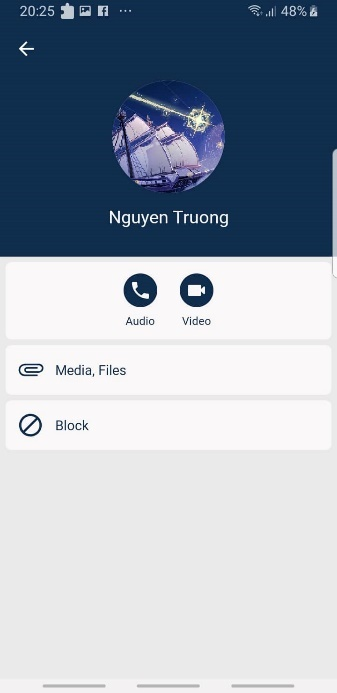 20:25 48%
Nguyen Truong
Audio Video
Media, Files
Block